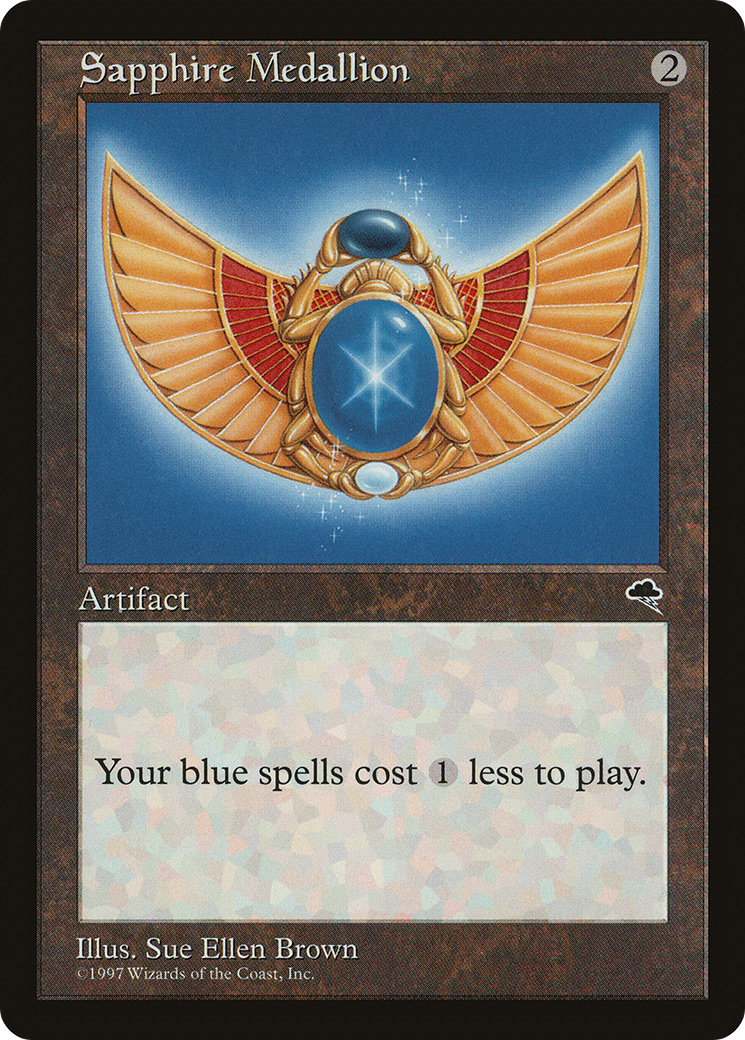 Sapphire Medallion 2
Artifact
Your blue spells cost 1 less to play.
Illus. Sue Ellen Brown
©1997 Wizards of the Coast, Inc.